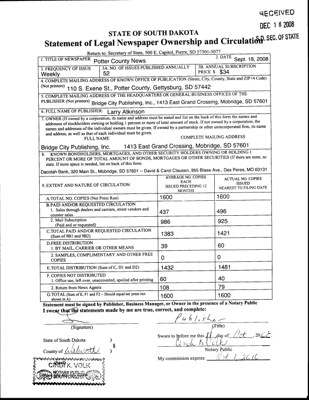 RECEIVED
DEC 16 2008
S.D. SEC. OF STATE
STATE OF SOUTH DAKOTA
Statement of Legal Newspaper Ownership and Circulation
Return to: Secretary of State, 500 E. Capitol, Pierre, SD 57501-5077
1. TITLE OF NEWSPAPER Potter County News
2. DATE Sept. 18, 2008
3. FREQUENCY OF ISSUE Weekly
3A. NO. OF ISSUES PUBLISHED ANNUALLY 52
3B. ANNUAL SUBSCRIPTION PRICE $ $34
4. COMPLETE MAILING ADDRESS OF KNOWN OFFICE OF PUBLICATION (Street, City, County, State and ZIP+4 Code)
(Not printers) 110 S. Exene St., Potter County, Gettysburg, SD 57442
5. COMPLETE MAILING ADDRESS OF THE HEADQUARTERS OR GENERAL BUSINESS OFFICES OF THE
PUBLISHER (Not printers) Bridge City Publishing, Inc., 1413 East Grand Crossing, Mobridge, SD 57601
6. FULL NAME OF PUBLISHER: Larry Atkinson
7. OWNER (If owned by a corporation, its name and address must be stated and list on the back of this form the names and
addresses of stockholders owning or holding 1 percent or more of total amount of stock. If not owned by a corporation, the
names and addresses of the individual owners must be given. If owned by a partnership or other unincorporated firm, its name
and address, as well as that of each individual must be given.
FULL NAME COMPLETE MAILING ADDRESS
Bridge City Publishing, Inc. 1413 East Grand Crossing, Mobridge, SD 57601
8. KNOWN BONDHOLDERS, MORTGAGEES, AND OTHER SECURITY HOLDERS OWNING OR HOLDING 1
PERCENT OR MORE OF TOTAL AMOUNT OF BONDS, MORTGAGES OR OTHER SECURITIES (If there are none, so
state. If more space is needed, list on back of this form.
Dacotah Bank, 320 Main St., Mobridge, SD 57601 -- David & Carol Clausen, 955 Blase Ave., Des Peres, MO 63131
9. EXTENT AND NATURE OF CIRCULATION
AVERAGE NO. COPIES EACH ISSUED PRECEDING 12 MONTHS
ACTUAL NO. COPIES ISSUED NEAREST TO FILING DATE
A. TOTAL NO. COPIES (Net Press Run) 1600 1600
B. PAID AND/OR REQUESTED CIRCULATION
1. Sales through dealers and carriers, street vendors and
counter sales. 437 496
2. Mail Subscription
(Paid and or requested) 986 925
C. TOTAL PAID AND/OR REQUESTED CIRCULATION
(Sum of 9B1 and 9B2) 1383 1421
D. FREE DISTRIBUTION
1. BY MAIL, CARRIER OR OTHER MEANS 39 60
2. SAMPLES, COMPLIMENTARY AND OTHER FREE
COPIES 0 0
E. TOTAL DISTRIBUTION (Sum of C, D1 and D2) 1432 1481
F. COPIES NOT DISTRIBUTED
1. Office use, left over, unaccounted, spoiled after printing 60 40
2. Return from News Agents 108 79
G. TOTAL (Sum of E, F1 and F2 -- Should equal net press run
shown in A) 1600 1600
Statement must be signed by Publisher, Business Manager, or Owner in the presence of a Notary Public
I swear that the statements made by me are true, correct, and complete:
Publisher
(Signature) (Title)
State of South Dakota )
) §
County of Walworth )
Sworn to before me this day of Oct.
Notary Public
My commission expires:
CINDY K. VOLK